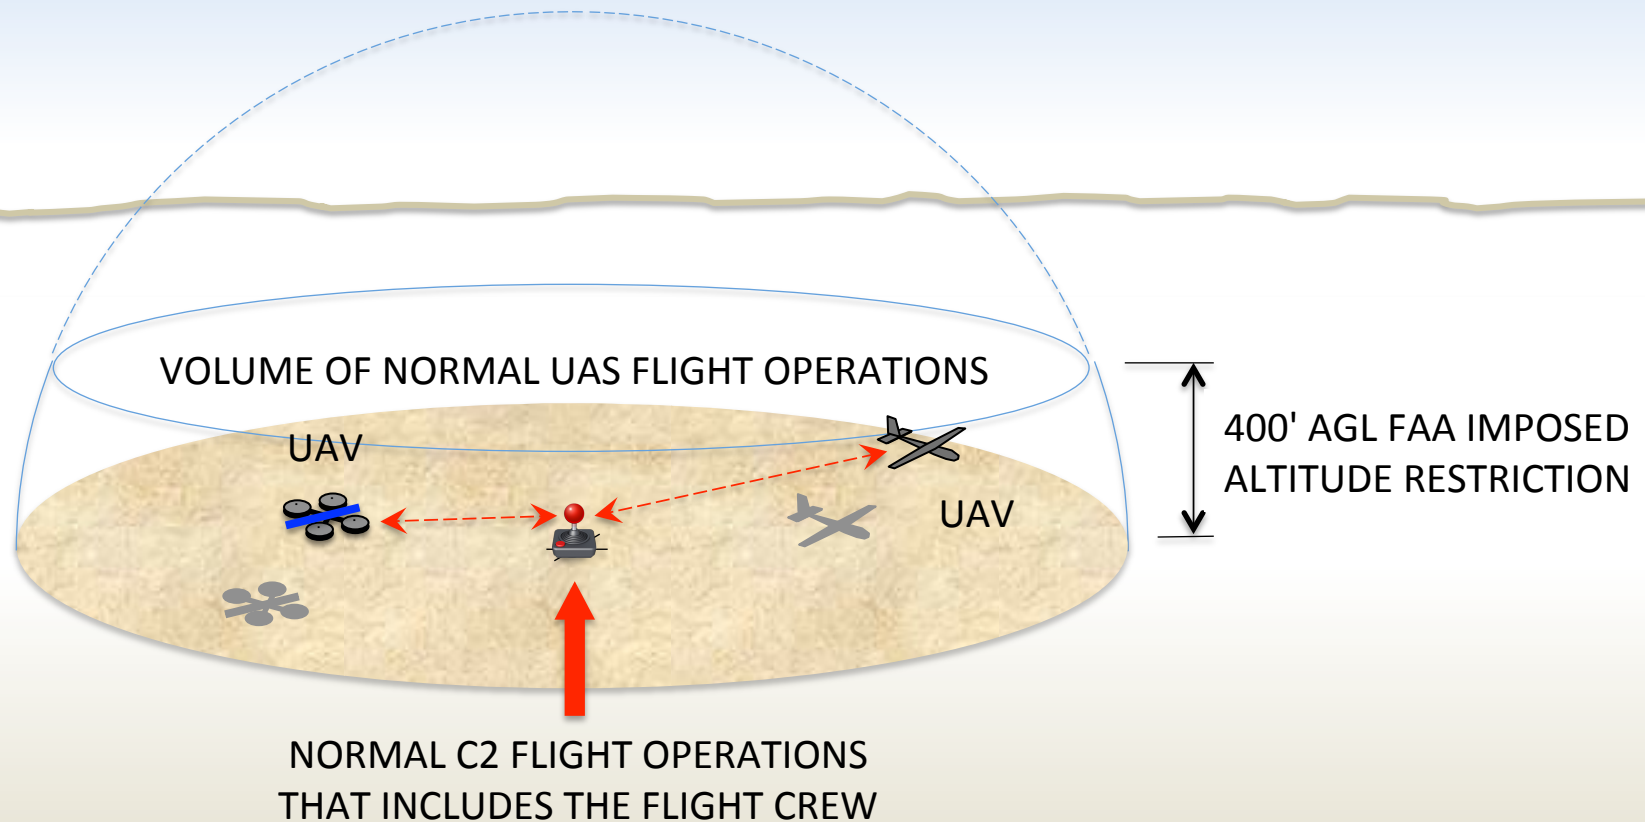 VOLUME OF NORMAL UAS FLIGHT OPERATIONS
UAV
400' AGL FAA IMPOSED
ALTITUDE RESTRICTION
UAV
NORMAL C2 FLIGHT OPERATIONS
THAT INCLUDES THE FLIGHT CREW